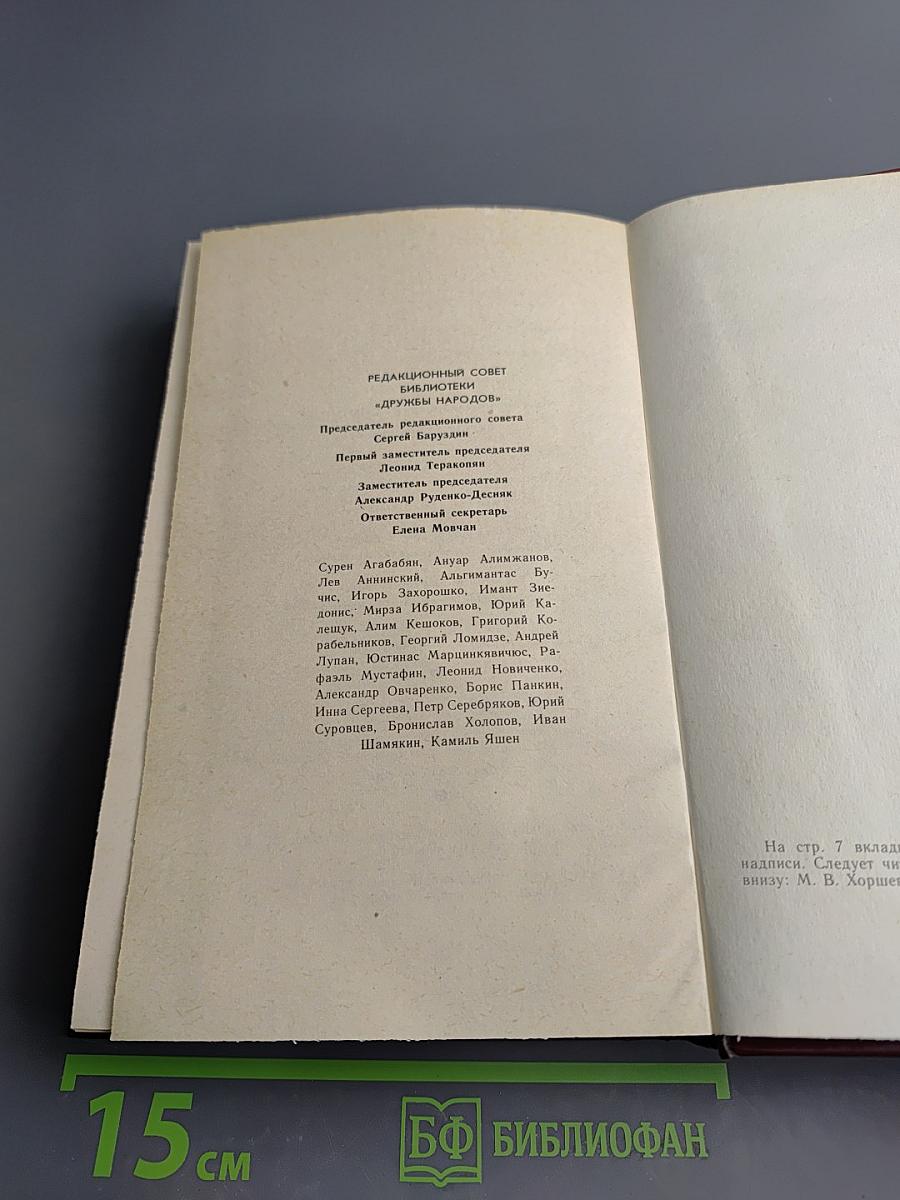 РЕДАКЦИОННЫЙ СОВЕТ
БИБЛИОТЕКИ
«ДРУЖБЫ НАРОДОВ»
Председатель редакционного совета
Сергей Баруздин
Первый заместитель председателя
Леонид Теракопян
Заместитель председателя
Александр Руденко-Десняк
Ответственный секретарь
Елена Мовчан
Сурен Агабабян, Ануар Алимжанов,
Лев Аннинский, Альгимантас Бу-
чис, Игорь Захорошко, Имант Зие-
донис, Мирза Ибрагимов, Юрий Ка-
лещук, Алим Кешоков, Григорий Ко-
рабельников, Георгий Ломидзе, Андрей
Лупан, Юстинас Марцинкявичюс, Ра-
фаэль Мустафин, Леонид Новиченко,
Александр Овчаренко, Борис Панкин,
Инна Сергеева, Петр Серебряков, Юрий
Суровцев, Бронислав Холопов, Иван
Шамякин, Камиль Яшен
На стр. 7
надписи. Следует
внизу: М. В.
15 см
БФ БИБЛИОФАН